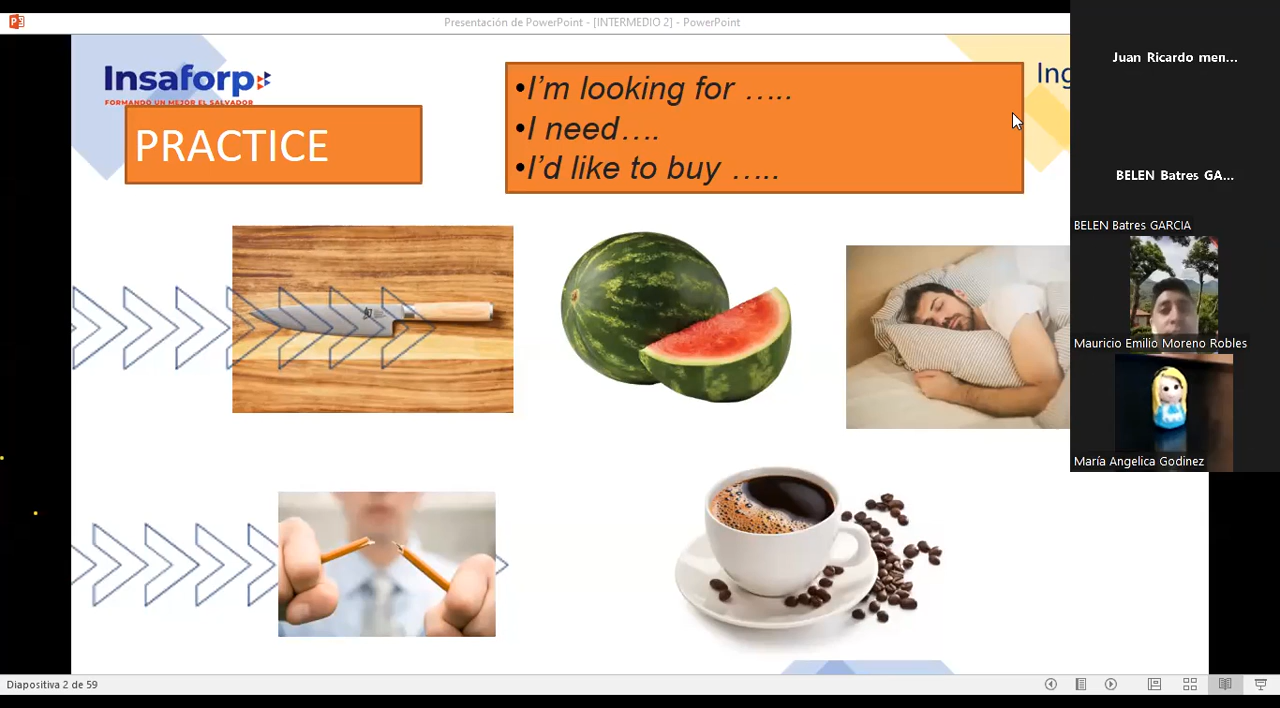 Presentación de PowerPoint - [INTERMEDIO 2] - PowerPoint
Insaforp
FORMANDO UN MEJOR EL SALVADOR
PRACTICE
•I’m looking for …..
•I need….
•I’d like to buy …..
Ing
Juan Ricardo men...
BELEN Batres GA...
BELEN Batres GARCIA
Mauricio Emilio Moreno Robles
María Angelica Godinez
Diapositiva 2 de 59